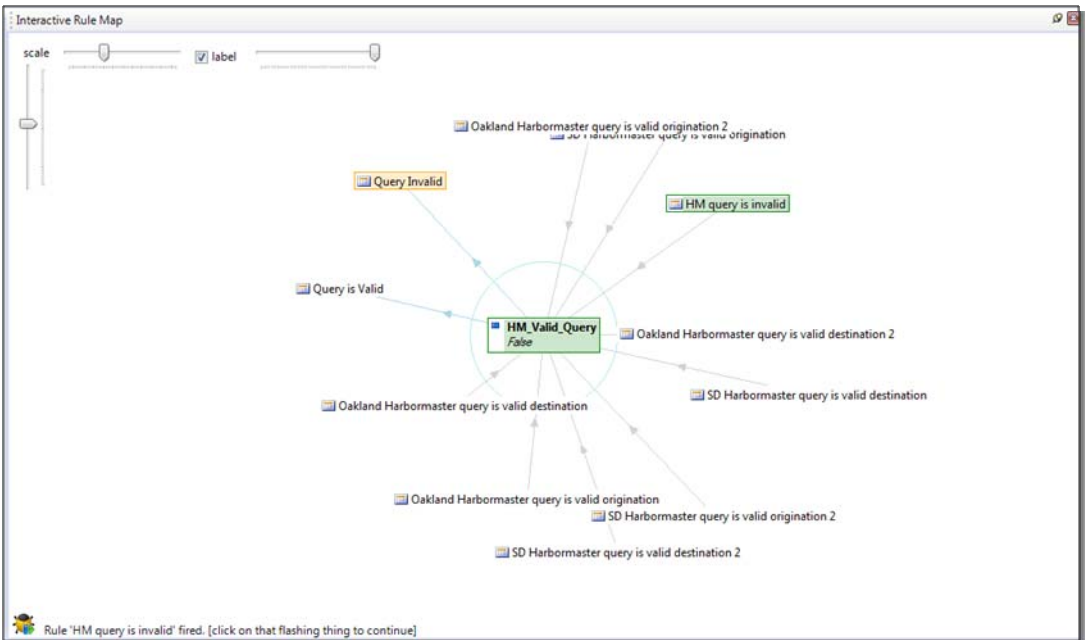 Interactive Rule Map
scale
label
Oakland Harbormaster query is valid origination 2
SD Harbormaster query is valid origination
Query Invalid
HM query is invalid
Query is Valid
HM_Valid_Query
False
Oakland Harbormaster query is valid destination 2
SD Harbormaster query is valid destination
Oakland Harbormaster query is valid destination
Oakland Harbormaster query is valid origination
SD Harbormaster query is valid origination 2
SD Harbormaster query is valid destination 2
Rule 'HM query is invalid' fired. [click on that flashing thing to continue]